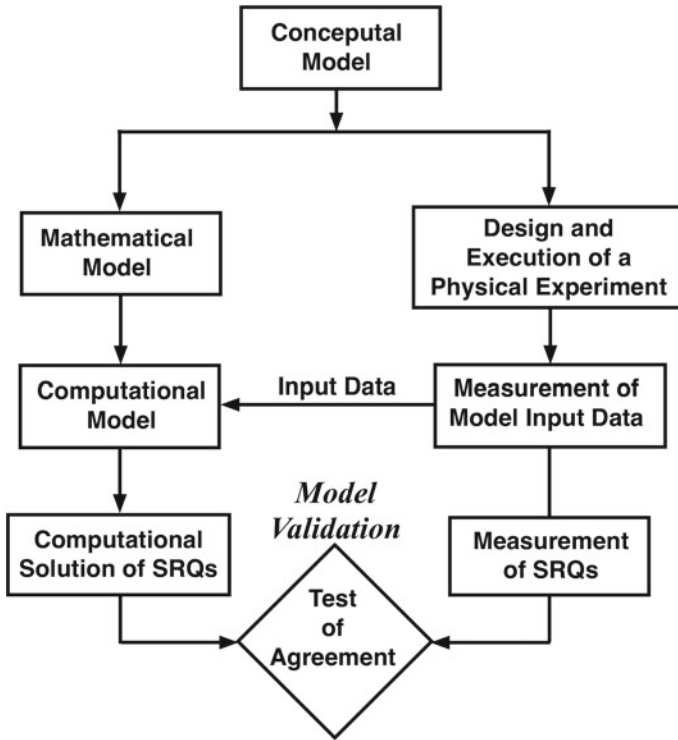 Conceputal
Model
Mathematical
Model
Design and
Execution of a
Physical Experiment
Computational
Model
Input Data
Measurement of
Model Input Data
Model
Validation
Computational
Solution of SRQs
Measurement
of SRQs
Test
of
Agreement